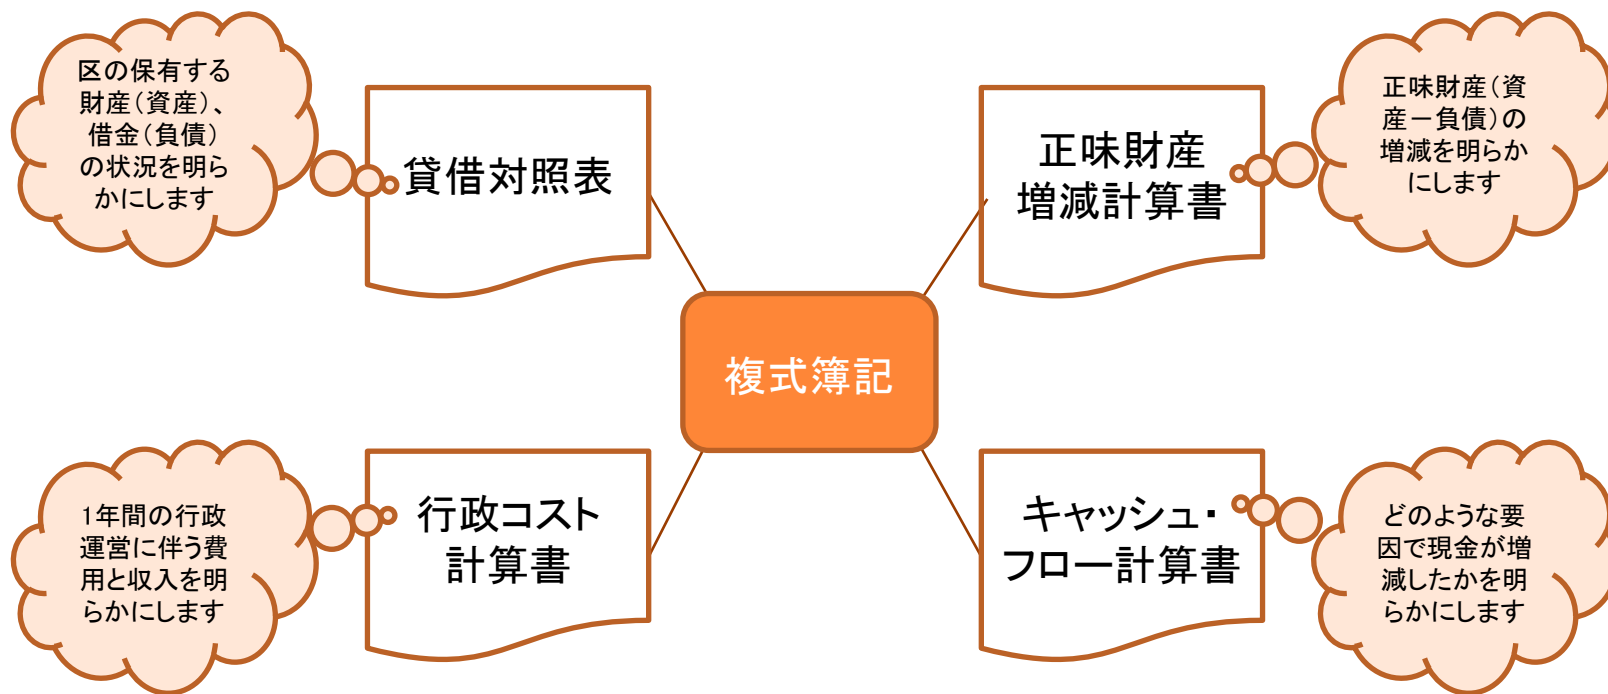 区の保有する
財産（資産）、
借金（負債）
の状況を明ら
かにします
貸借対照表
正味財産
増減計算書
正味財産（資
産－負債）の
増減を明らか
にします
複式簿記
1年間の行政
運営に伴う費
用と収入を明
らかにします
行政コスト
計算書
キャッシュ・
フロー計算書
どのような要
因で現金が増
減したかを明
らかにします